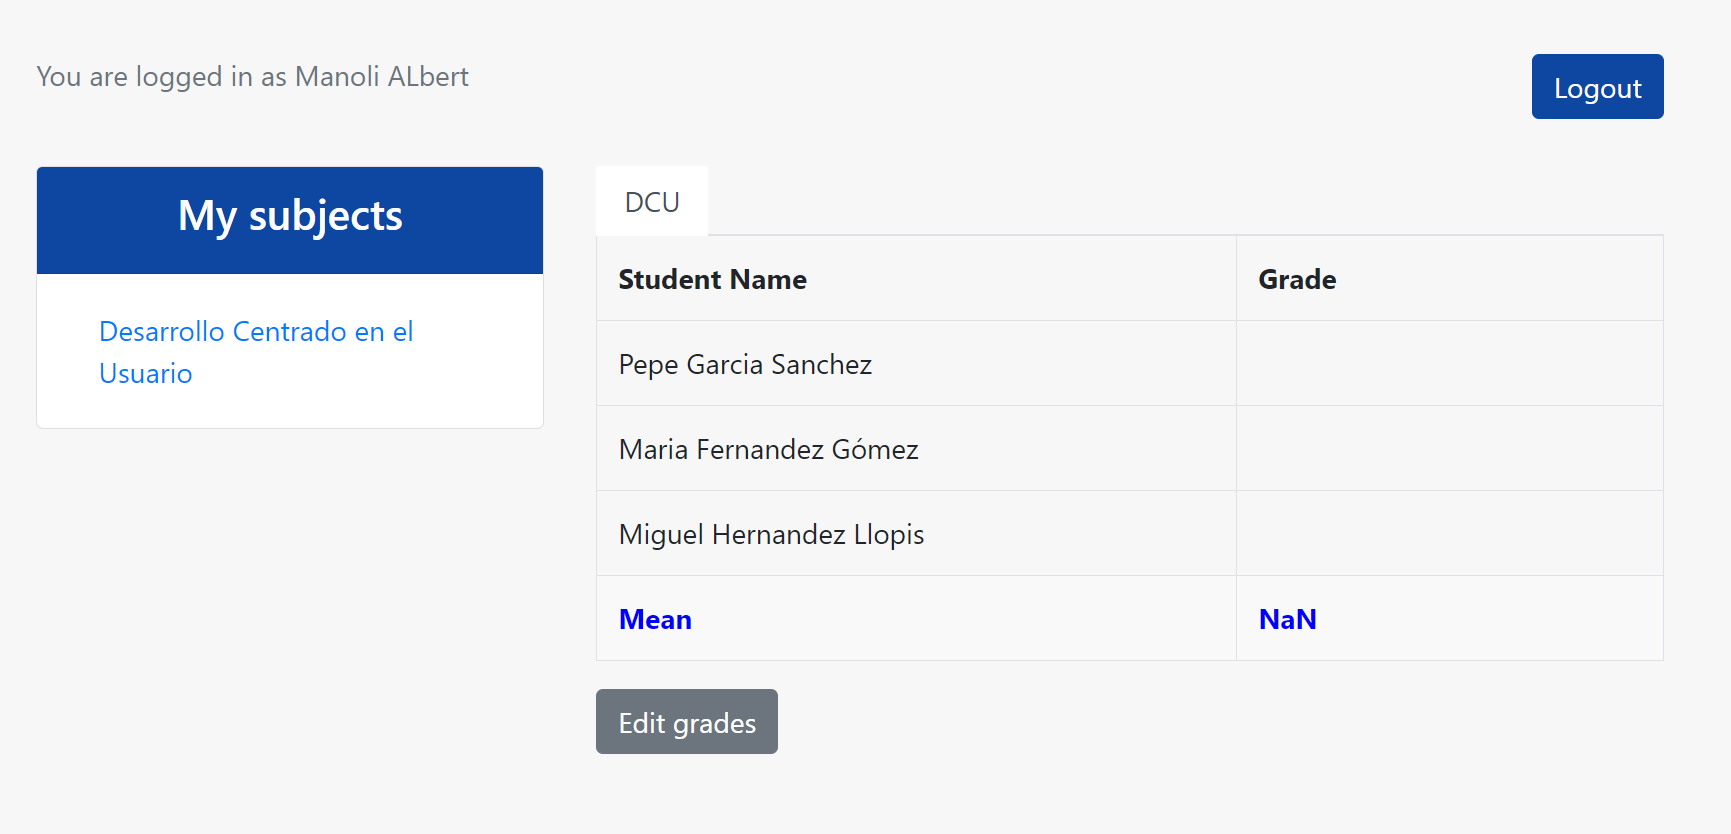 You are logged in as Manoli ALbert
Logout
My subjects
Desarrollo Centrado en el
Usuario
DCU
Student Name Grade
Pepe Garcia Sanchez
Maria Fernandez Gómez
Miguel Hernandez Llopis
Mean NaN
Edit grades